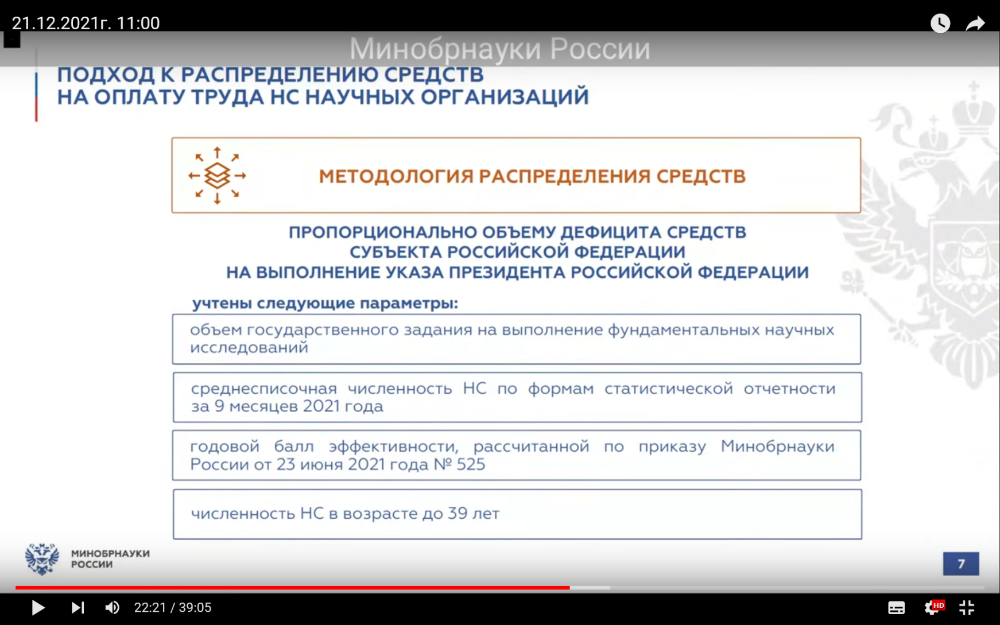 21.12.2021г. 11:00
Минобрнауки России
ПОДХОД К РАСПРЕДЕЛЕНИЮ СРЕДСТВ
НА ОПЛАТУ ТРУДА НС НАУЧНЫХ ОРГАНИЗАЦИЙ
МЕТОДОЛОГИЯ РАСПРЕДЕЛЕНИЯ СРЕДСТВ
ПРОПОРЦИОНАЛЬНО ОБЪЕМУ ДЕФИЦИТА СРЕДСТВ
СУБЪЕКТА РОССИЙСКОЙ ФЕДЕРАЦИИ
НА ВЫПОЛНЕНИЕ УКАЗА ПРЕЗИДЕНТА РОССИЙСКОЙ ФЕДЕРАЦИИ
учтены следующие параметры:
объем государственного задания на выполнение фундаментальных научных
исследований
среднесписочная численность НС по формам статистической отчетности
за 9 месяцев 2021 года
годовой балл эффективности, рассчитанной по приказу Минобрнауки
России от 23 июня 2021 года № 525
численность НС в возрасте до 39 лет
МИНОБРНАУКИ
РОССИИ
7
22:21 / 39:05
HD